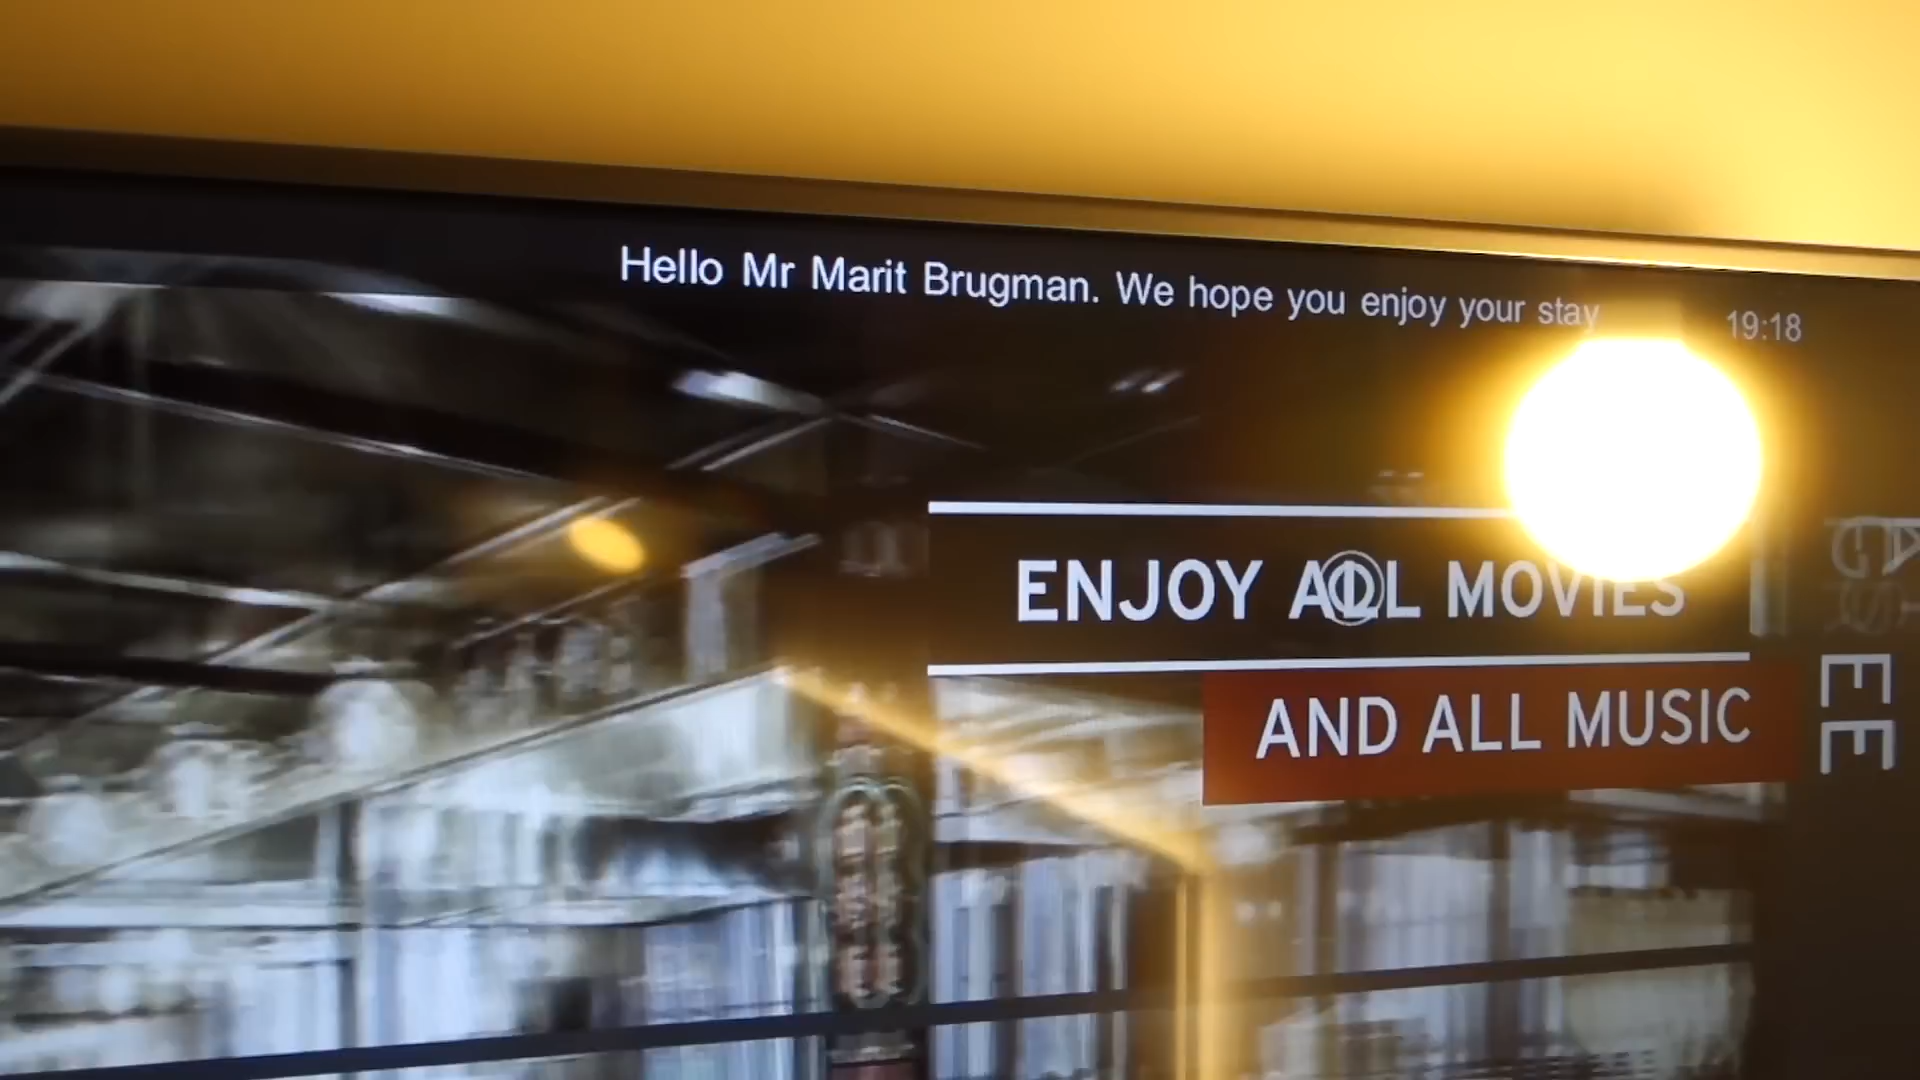 Hello Mr Marit Brugman. We hope you enjoy your stay
19:18
ENJOY ALL MOVIES
AND ALL MUSIC